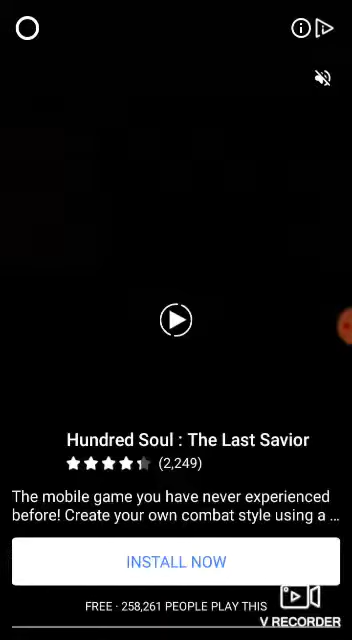 Hundred Soul : The Last Savior
(2,249)
The mobile game you have never experienced
before! Create your own combat style using a ...
INSTALL NOW
FREE · 258,261 PEOPLE PLAY THIS
V RECORDER